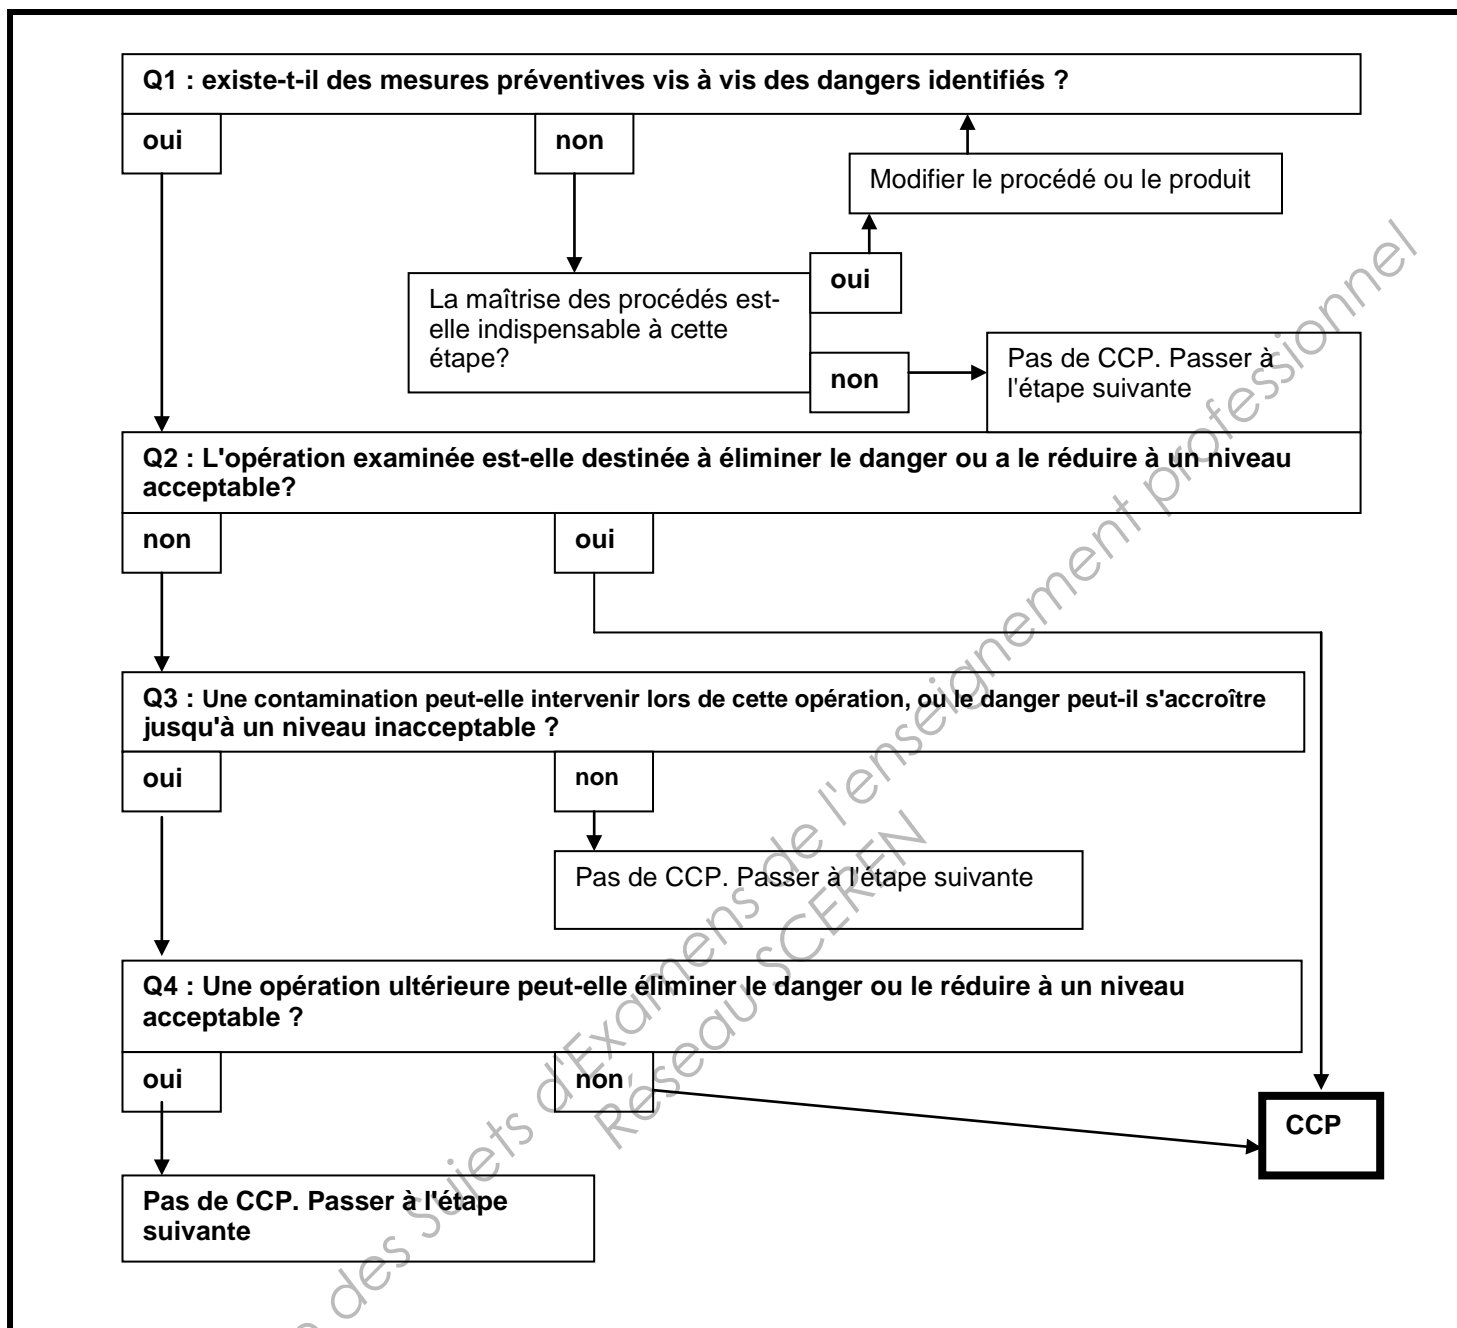 Q1 : existe-t-il des mesures préventives vis à vis des dangers identifiés ?
oui
non
Modifier le procédé ou le produit
La maîtrise des procédés est-
elle indispensable à cette
étape?
oui
non
Pas de CCP. Passer à
l'étape suivante
Q2 : L'opération examinée est-elle destinée à éliminer le danger ou a le réduire à un niveau
acceptable?
non
oui
Q3 : Une contamination peut-elle intervenir lors de cette opération, ou le danger peut-il s'accroître
jusqu'à un niveau inacceptable ?
oui
non
Pas de CCP. Passer à l'étape suivante
Q4 : Une opération ultérieure peut-elle éliminer le danger ou le réduire à un niveau
acceptable ?
oui
non
CCP
Pas de CCP. Passer à l'étape
suivante
des Sujets d'Examens de l'enseignement professionnel
Réseau SCEREN